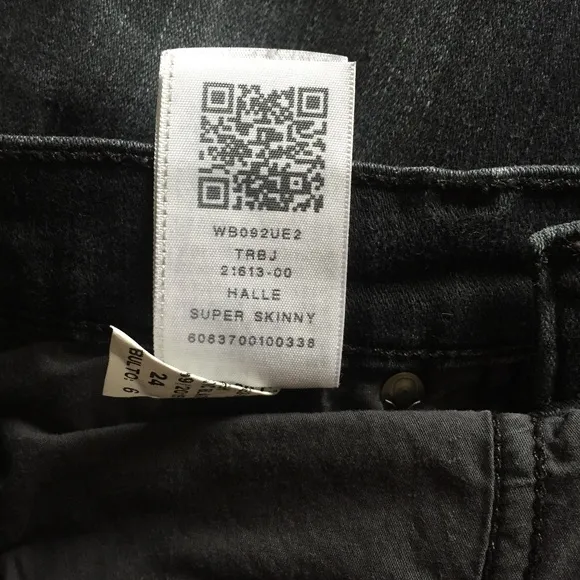 WB092UE2
TRBJ
21613-00
HALLE
SUPER SKINNY
6083700100338
24
BULTO: 6